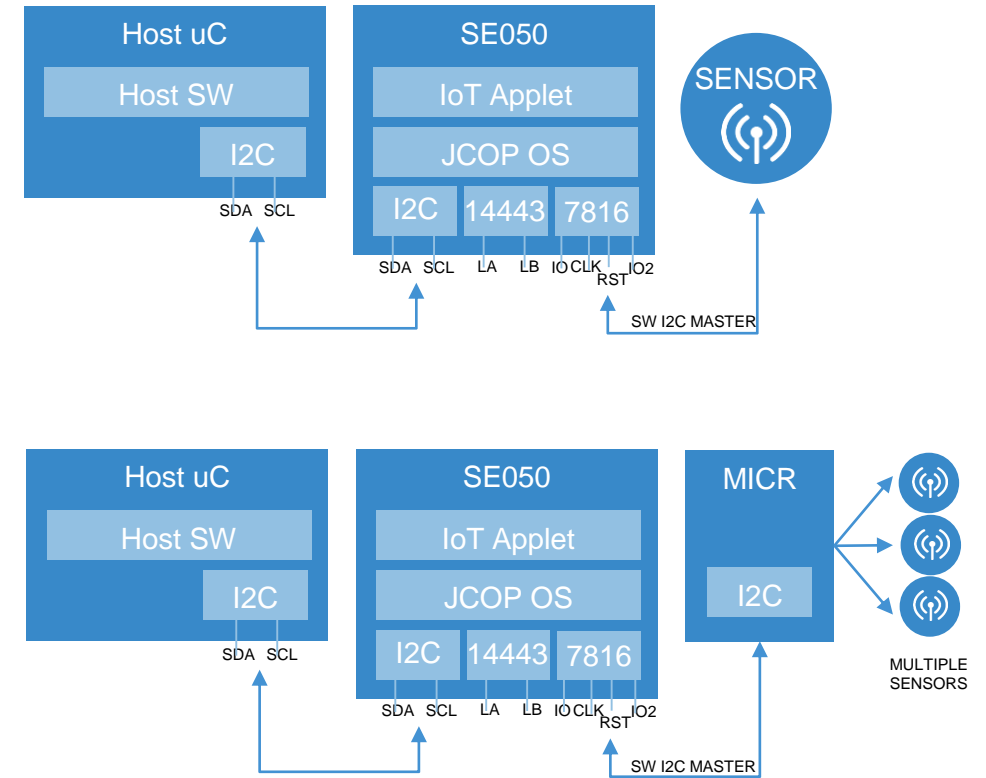 Host uC
SE050
SENSOR
Host SW
IoT Applet
I2C
JCOP OS
I2C
14443
7816
SDA SCL
SDA SCL LA LB IO CLK RST IO2
SW I2C MASTER
Host uC
SE050
MICR
Host SW
IoT Applet
I2C
JCOP OS
I2C
I2C
14443
7816
SDA SCL
SDA SCL LA LB IO CLK RST IO2
MULTIPLE
SENSORS
SW I2C MASTER